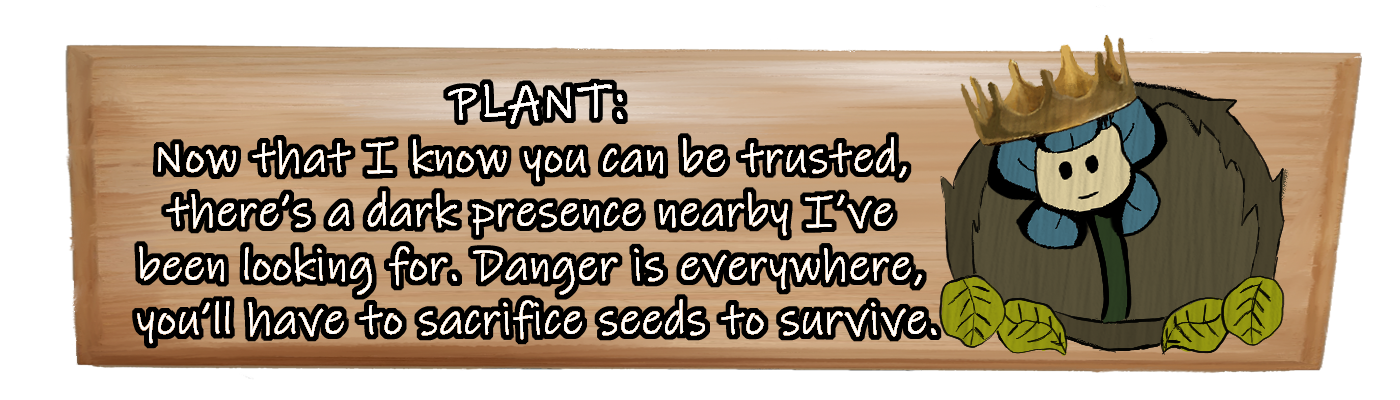 PLANT:
Now that I know you can be trusted,
there's a dark presence nearby I've
been looking for. Danger is everywhere,
you'll have to sacrifice seeds to survive.